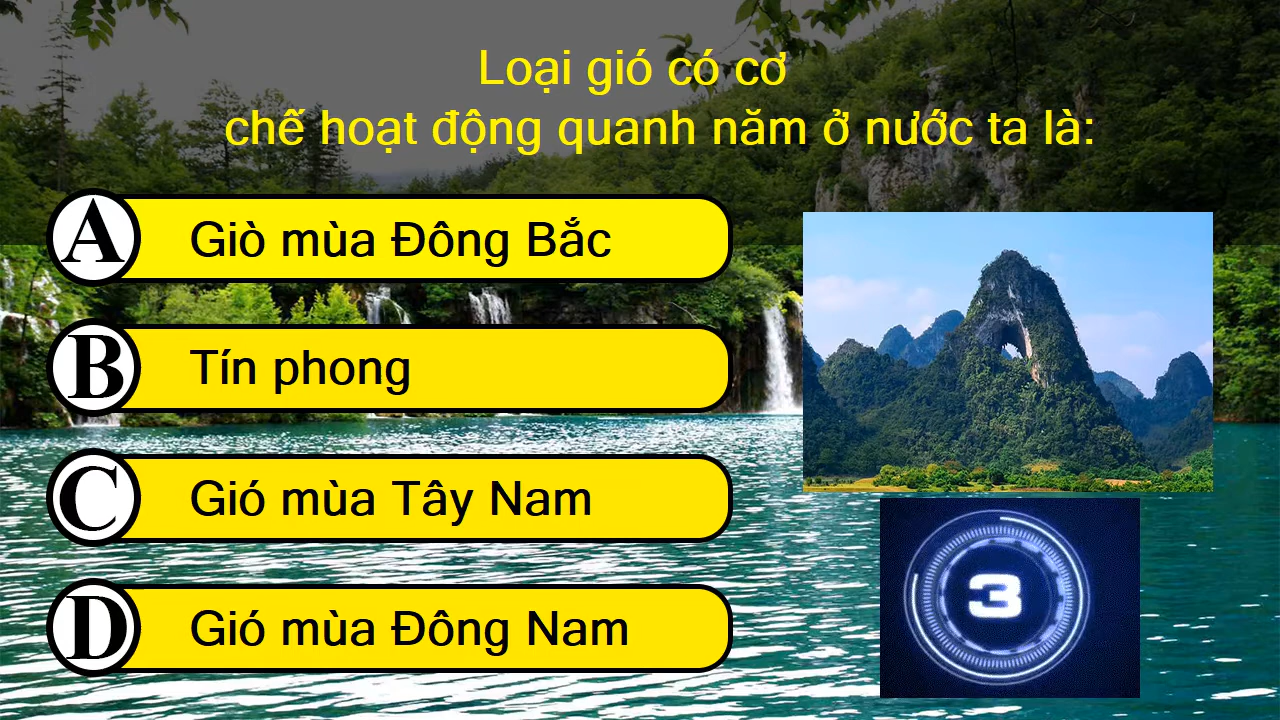 Loại gió có cơ
chế hoạt động quanh năm ở nước ta là:
A Giò mùa Đông Bắc
B Tín phong
C Gió mùa Tây Nam
D Gió mùa Đông Nam
3